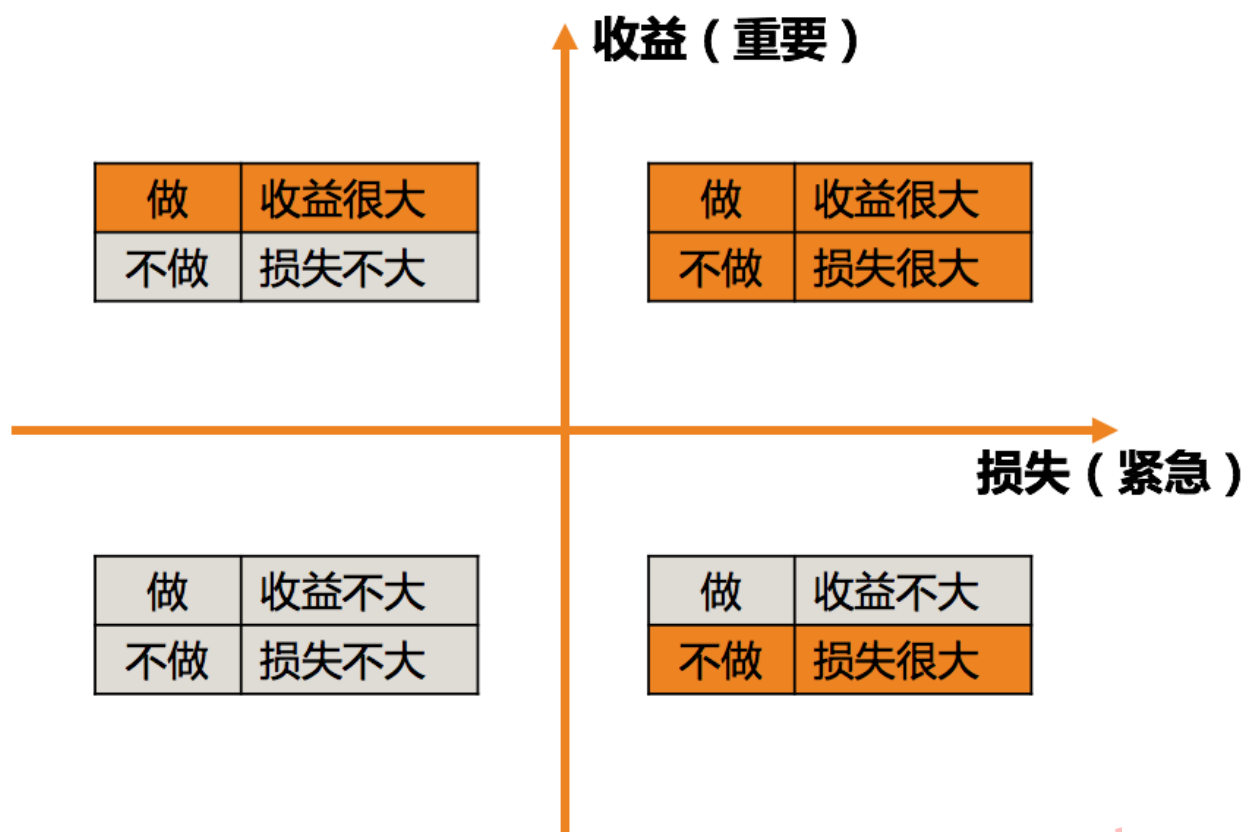 收益（重要）
做 收益很大
不做 损失不大
做 收益很大
不做 损失很大
损失（紧急）
做 收益不大
不做 损失不大
做 收益不大
不做 损失很大